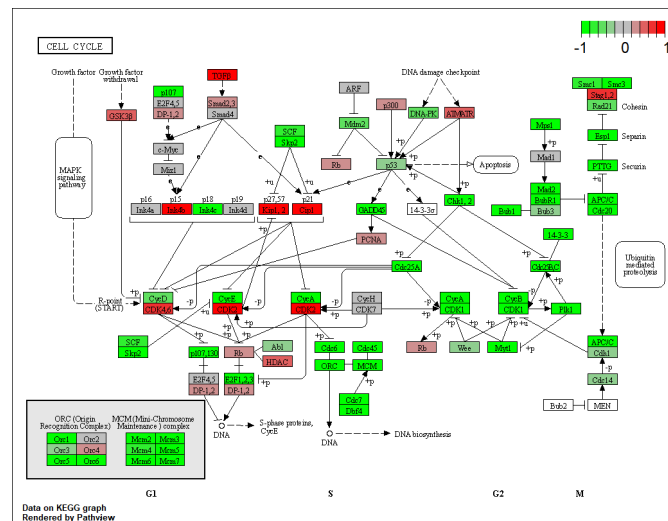 -1 0 1
CELL CYCLE
Growth factor
Growth factor
withdrawal
TGFβ
DNA damage checkpoint
Smc1 Smc3
Stag1,2
Rad21
Cohesin
p107
E2F4,5
DP-1,2
Smad2,3
Smad4
GSK3β
ARF
Mdm2
p300
DNA-PK
ATMATR
Mps1
Mad1
Esp1
Separin
SCF
Skp2
c-Myc
Miz1
Rb
p53
Apoptosis
PTTG
Securin
MAPK
signaling
pathway
p16 p15 p18 p19 p27,57 p21
Ink4a Ink4b Ink4c Ink4d Kip1,2 Cip1
GADD45
14-3-3σ
Chk1,2
Mad2
BubR1
Bub3
Bub1
APC/C
Cdc20
PCNA
14-3-3
Cdc25A
Cdc25B,C
Ubiquitin
mediated
proteolysis
R-point
(START)
CycD
CDK4,6
CycE
CDK2
CycA
CDK2
CycH
CDK7
CycA
CDK1
CycB
CDK1
Plk1
SCF
Skp2
p107,130
Rb
Abl
HDAC
Cdc6
Cdc45
ORC
MCM
Rb
Wee
Myt1
APC/C
Cdh1
E2F4,5
DP-1,2
E2F1,2,3
DP-1,2
Cdc7
Dbf4
Cdc14
Bub2
MEN
DNA
S-phase proteins,
CycE
DNA
DNA biosynthesis
ORC (Origin
Recognition Complex)
MCM (Mini-Chromosome
Maintenance) complex
Orc1 Orc2 Mcm2 Mcm3
Orc3 Orc4 Mcm4 Mcm5
Orc5 Orc6 Mcm6 Mcm7
G1 S G2 M
Data on KEGG graph
Rendered by Pathview